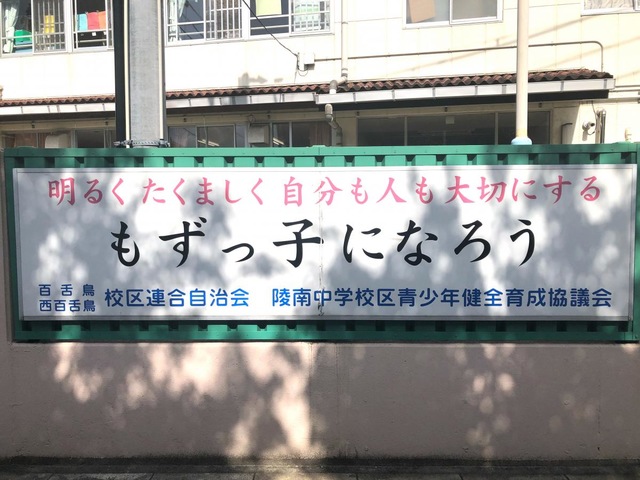 明るくたくましく自分も人も大切にする
もずっ子になろう
百舌鳥
西百舌鳥
校区連合自治会 陵南中学校区青少年健全育成協議会